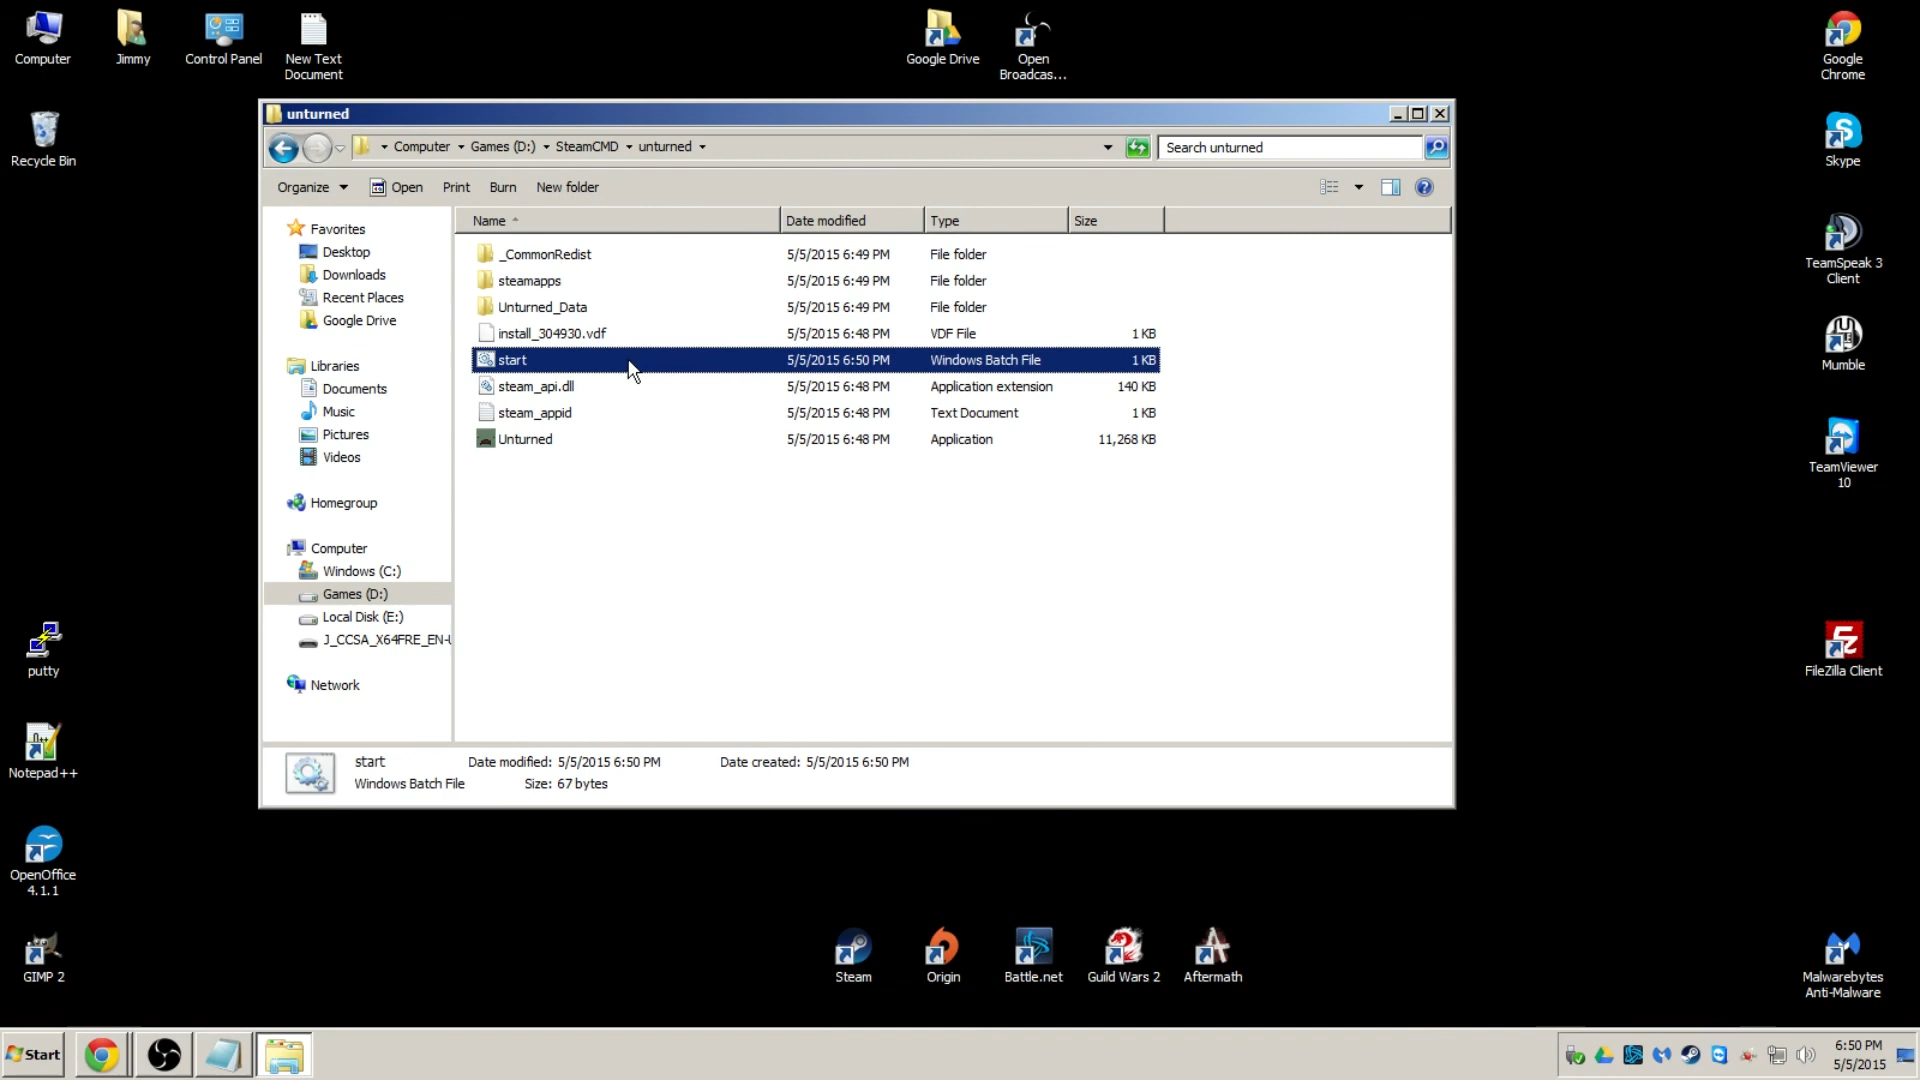 Computer
Jimmy
Control Panel
New Text
Document
Google Drive
Open
Broadcas...
Google
Chrome
Recycle Bin
Skype
TeamSpeak 3
Client
Mumble
TeamViewer
10
putty
FileZilla Client
Notepad++
OpenOffice
4.1.1
GIMP 2
Steam
Origin
Battle.net
Guild Wars 2
Aftermath
Malwarebytes
Anti-Malware
unturned
Computer Games (D:) SteamCMD unturned
Search unturned
Organize Open Print Burn New folder
Name Date modified Type Size
Favorites
Desktop
Downloads
Recent Places
Google Drive
Libraries
Documents
Music
Pictures
Videos
Homegroup
Computer
Windows (C:)
Games (D:)
Local Disk (E:)
J_CCSA_X64FRE_EN-U
Network
_CommonRedist 5/5/2015 6:49 PM File folder
steamapps 5/5/2015 6:49 PM File folder
Unturned_Data 5/5/2015 6:49 PM File folder
install_304930.vdf 5/5/2015 6:48 PM VDF File 1 KB
start 5/5/2015 6:50 PM Windows Batch File 1 KB
steam_api.dll 5/5/2015 6:48 PM Application extension 140 KB
steam_appid 5/5/2015 6:48 PM Text Document 1 KB
Unturned 5/5/2015 6:48 PM Application 11,268 KB
start Date modified: 5/5/2015 6:50 PM Date created: 5/5/2015 6:50 PM
Windows Batch File Size: 67 bytes
Start
6:50 PM
5/5/2015